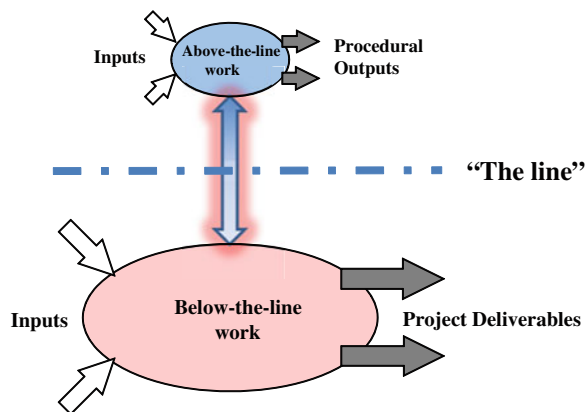 Inputs
Above-the-line
work
Procedural
Outputs
“The line”
Inputs
Below-the-line
work
Project Deliverables